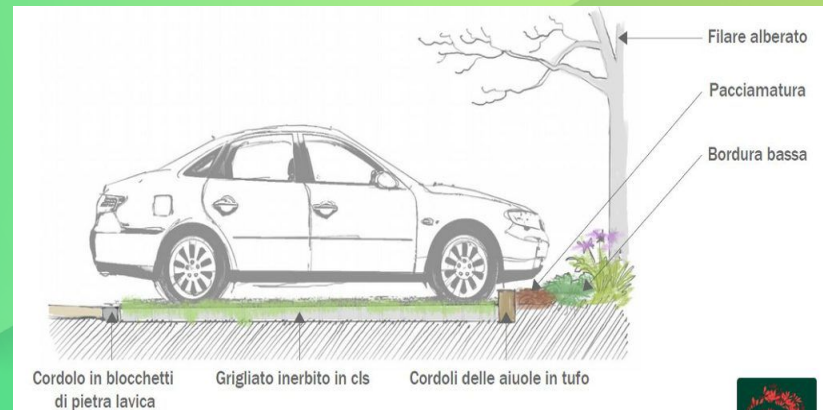 Filare alberato
Pacciamatura
Bordura bassa
Cordolo in blocchetti
di pietra lavica
Grigliato inerbito in cls
Cordoli delle aiuole in tufo